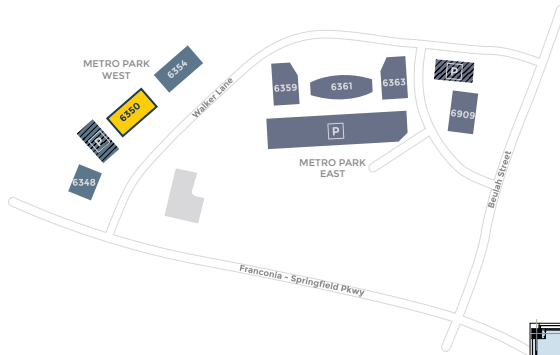 METRO PARK
WEST
6354
6350
P
6348
Walker Lane
6359
6361
6363
P
6909
P
METRO PARK
EAST
Beulah Street
Franconia - Springfield Pkwy